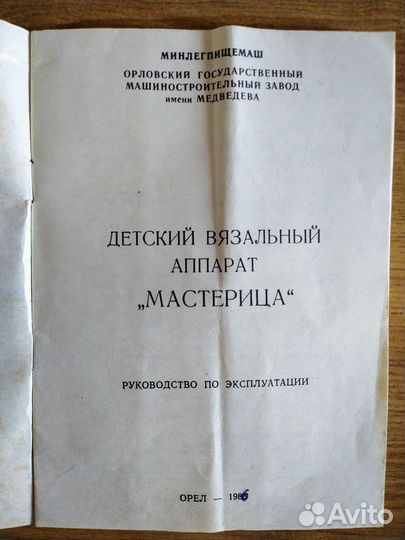 МИНЛЕГПИЩЕМАШ
ОРЛОВСКИЙ ГОСУДАРСТВЕННЫЙ
МАШИНОСТРОИТЕЛЬНЫЙ ЗАВОД
имени МЕДВЕДЕВА
ДЕТСКИЙ ВЯЗАЛЬНЫЙ
АППАРАТ
„МАСТЕРИЦА“
РУКОВОДСТВО ПО ЭКСПЛУАТАЦИИ
ОРЕЛ — 1986
Avito